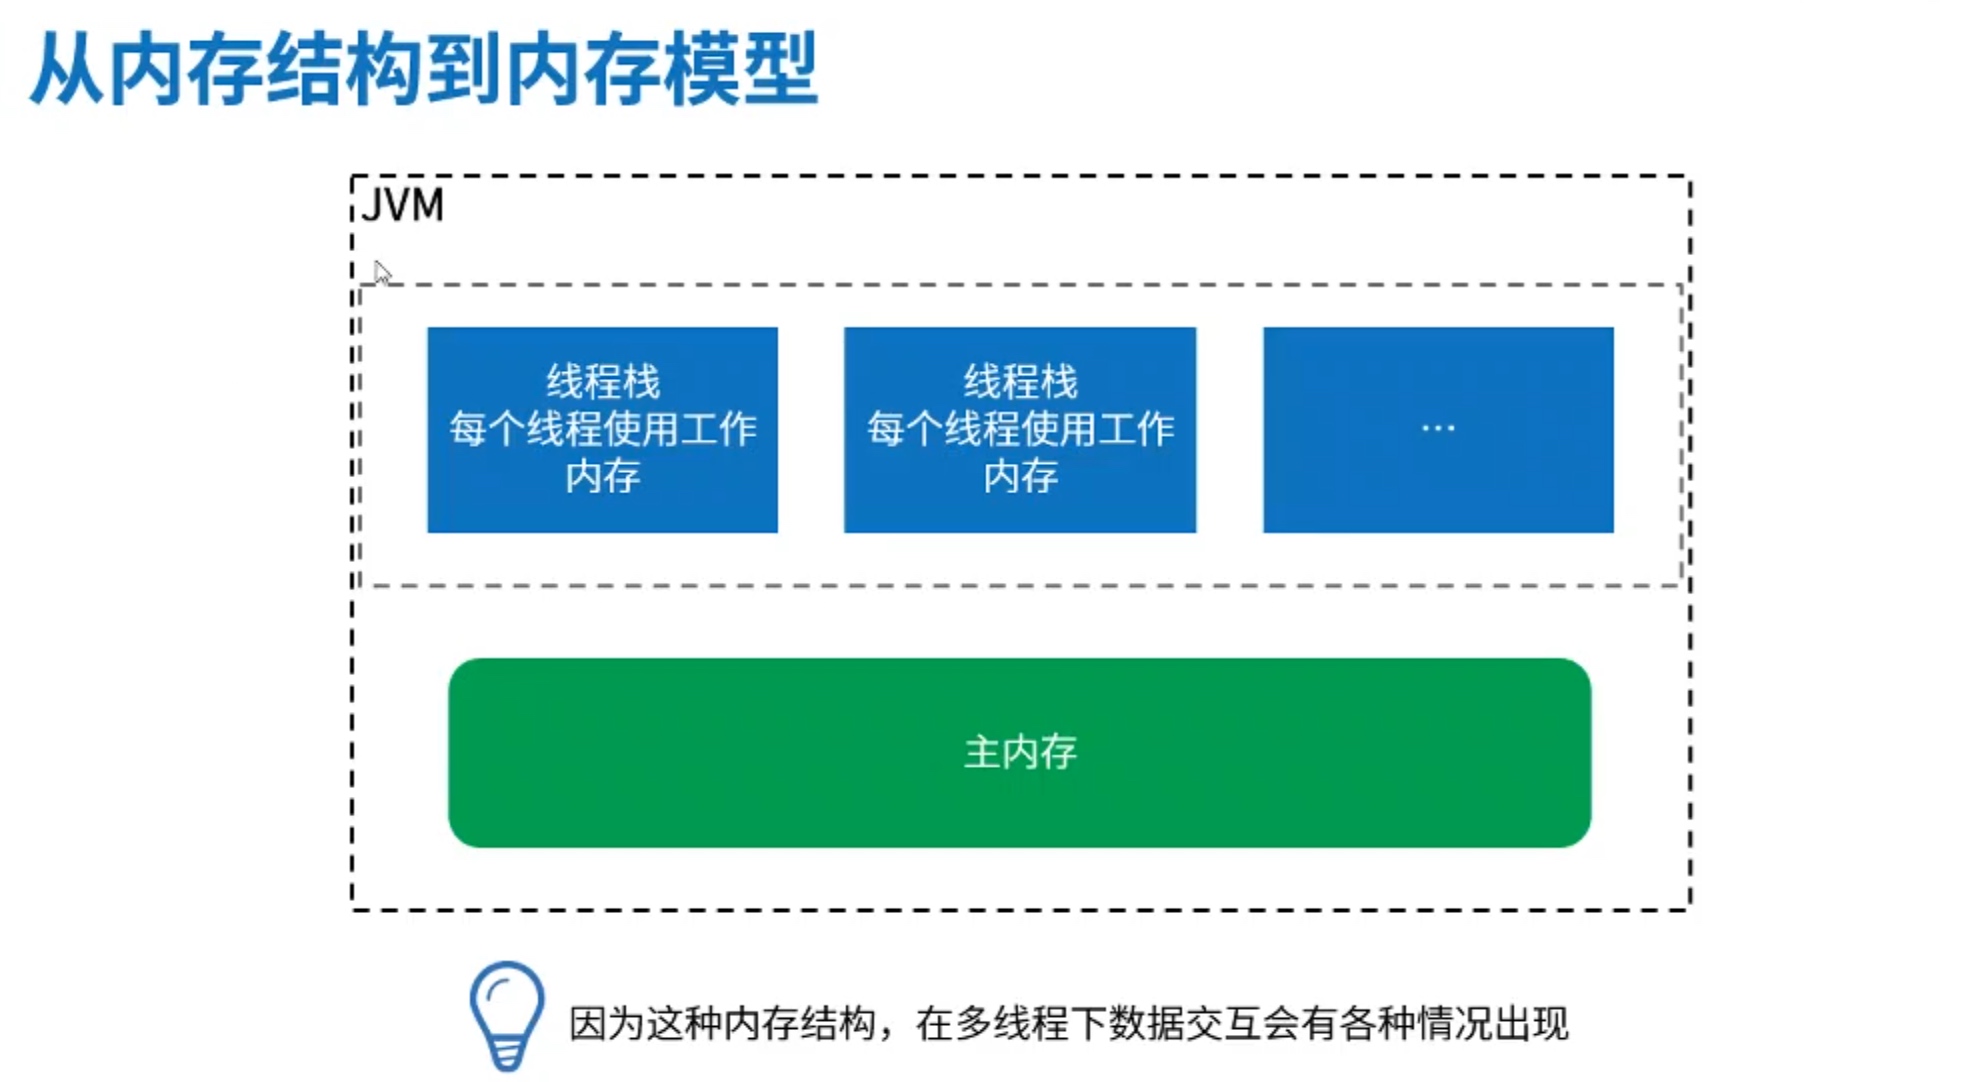 从内存结构到内存模型
JVM
线程栈
每个线程使用工作
内存
线程栈
每个线程使用工作
内存
...
主内存
因为这种内存结构，在多线程下数据交互会有各种情况出现